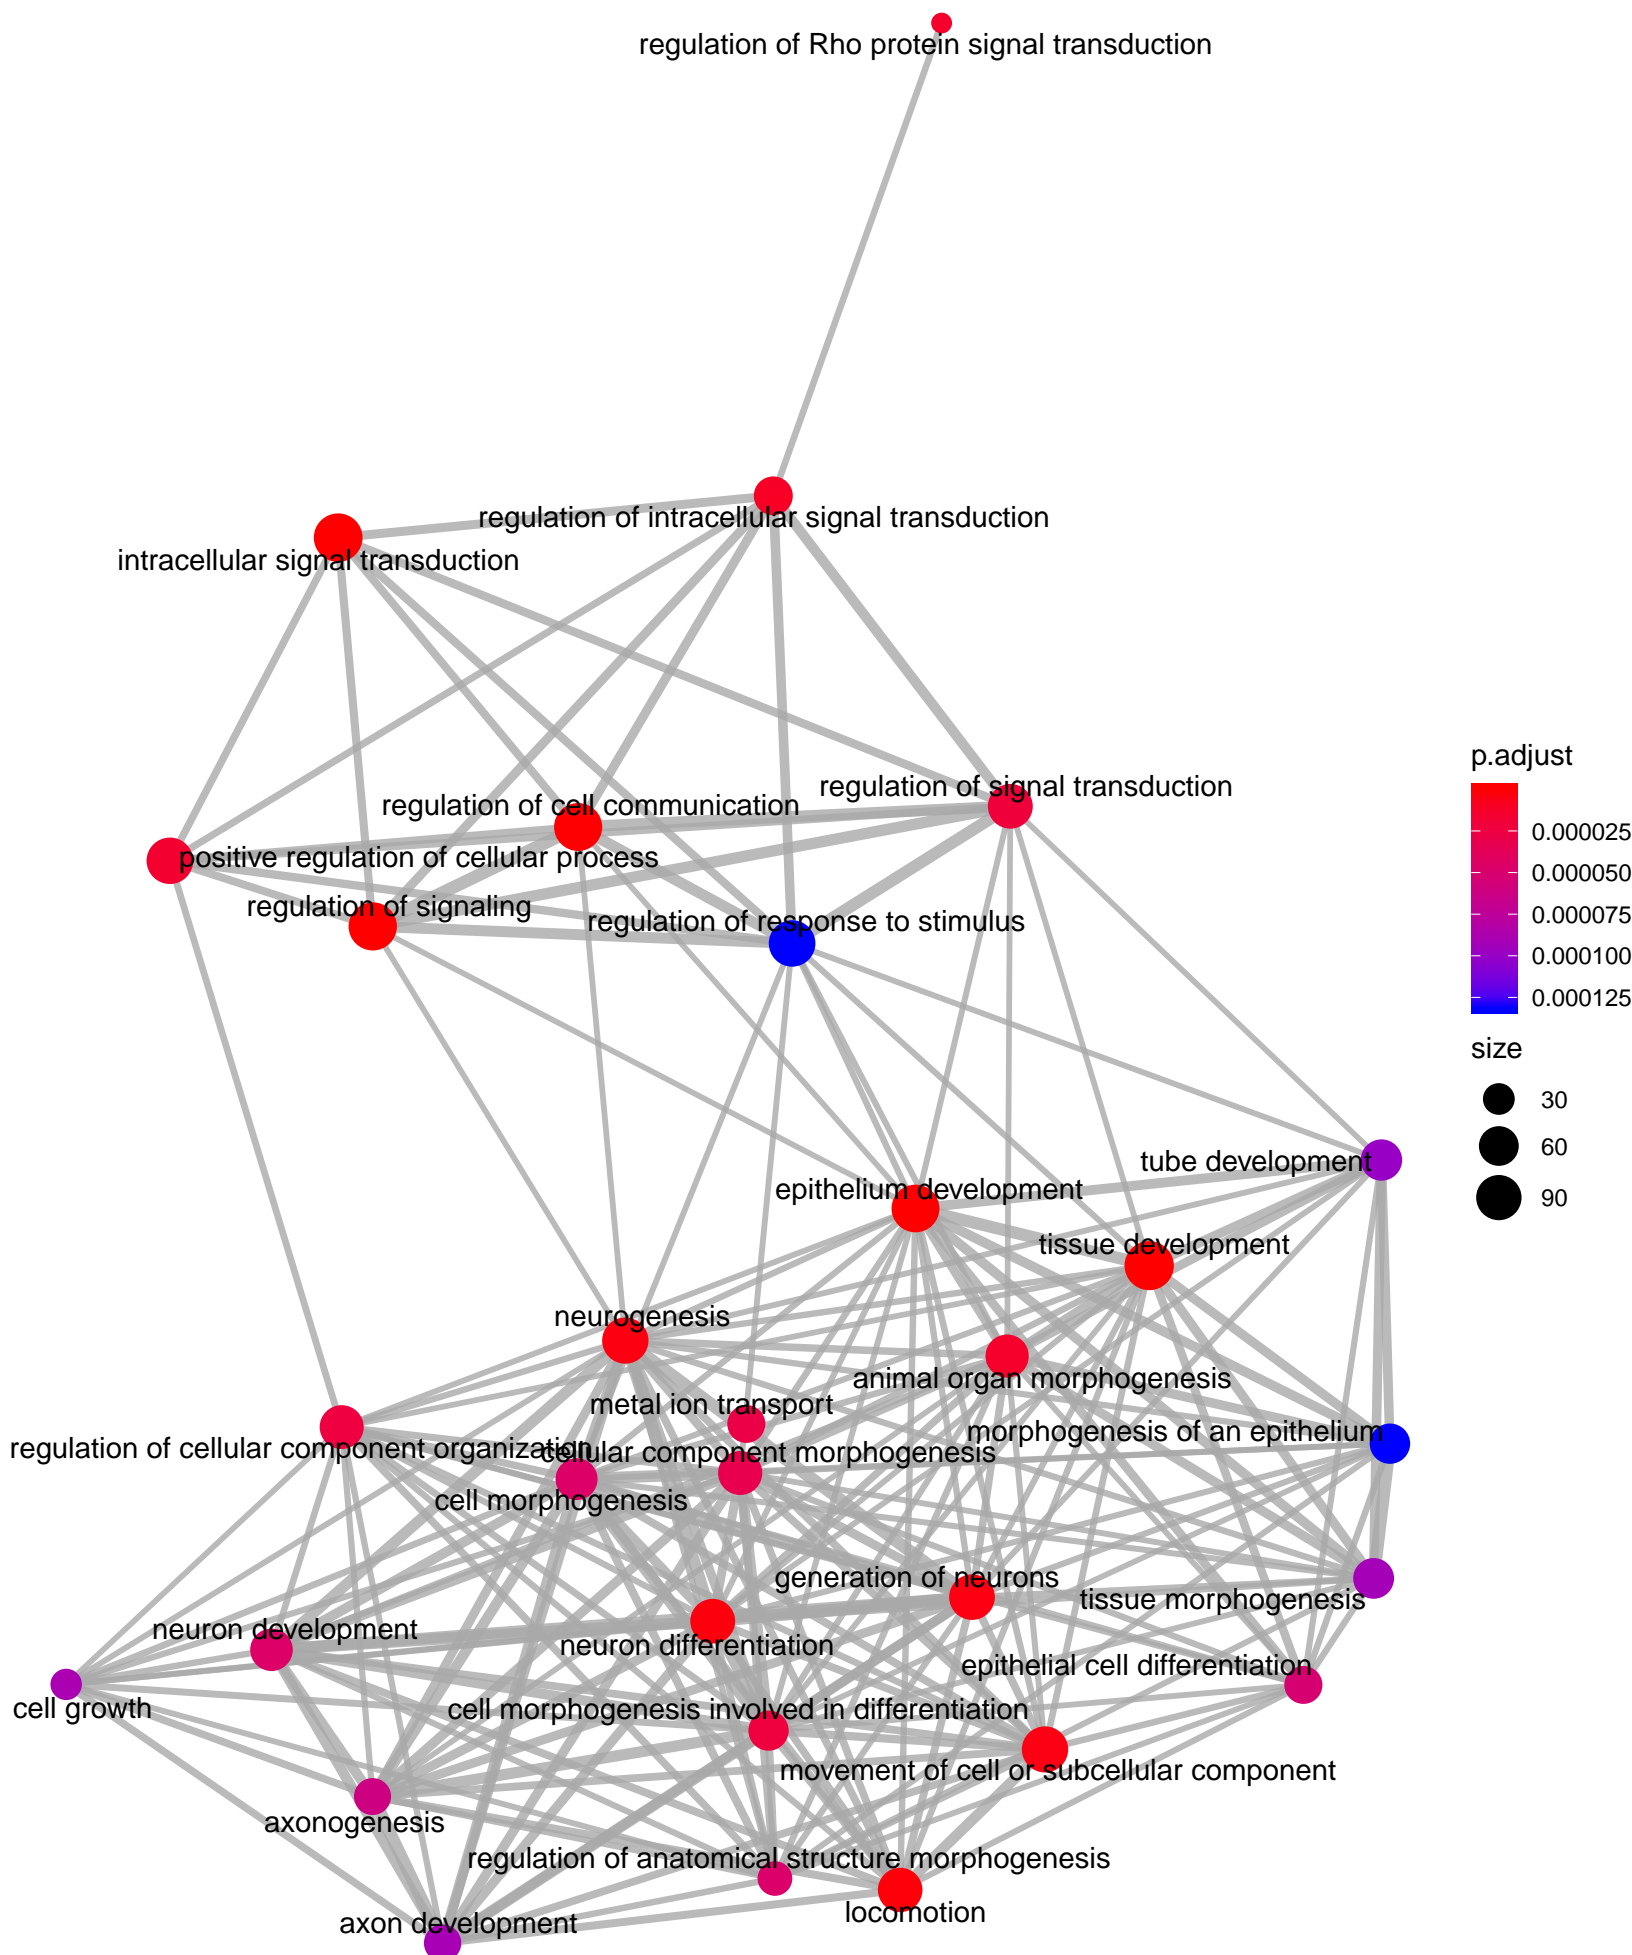 regulation of Rho protein signal transduction
regulation of intracellular signal transduction
intracellular signal transduction
regulation of signal transduction
regulation of cell communication
positive regulation of cellular process
regulation of signaling
regulation of response to stimulus
p.adjust
0.000025
0.000050
0.000075
0.000100
0.000125
size
30
60
90
tube development
epithelium development
tissue development
neurogenesis
animal organ morphogenesis
metal ion transport
morphogenesis of an epithelium
regulation of cellular component organization
cellular component morphogenesis
cell morphogenesis
generation of neurons
tissue morphogenesis
neuron development
neuron differentiation
epithelial cell differentiation
cell growth
cell morphogenesis involved in differentiation
movement of cell or subcellular component
axonogenesis
regulation of anatomical structure morphogenesis
locomotion
axon development